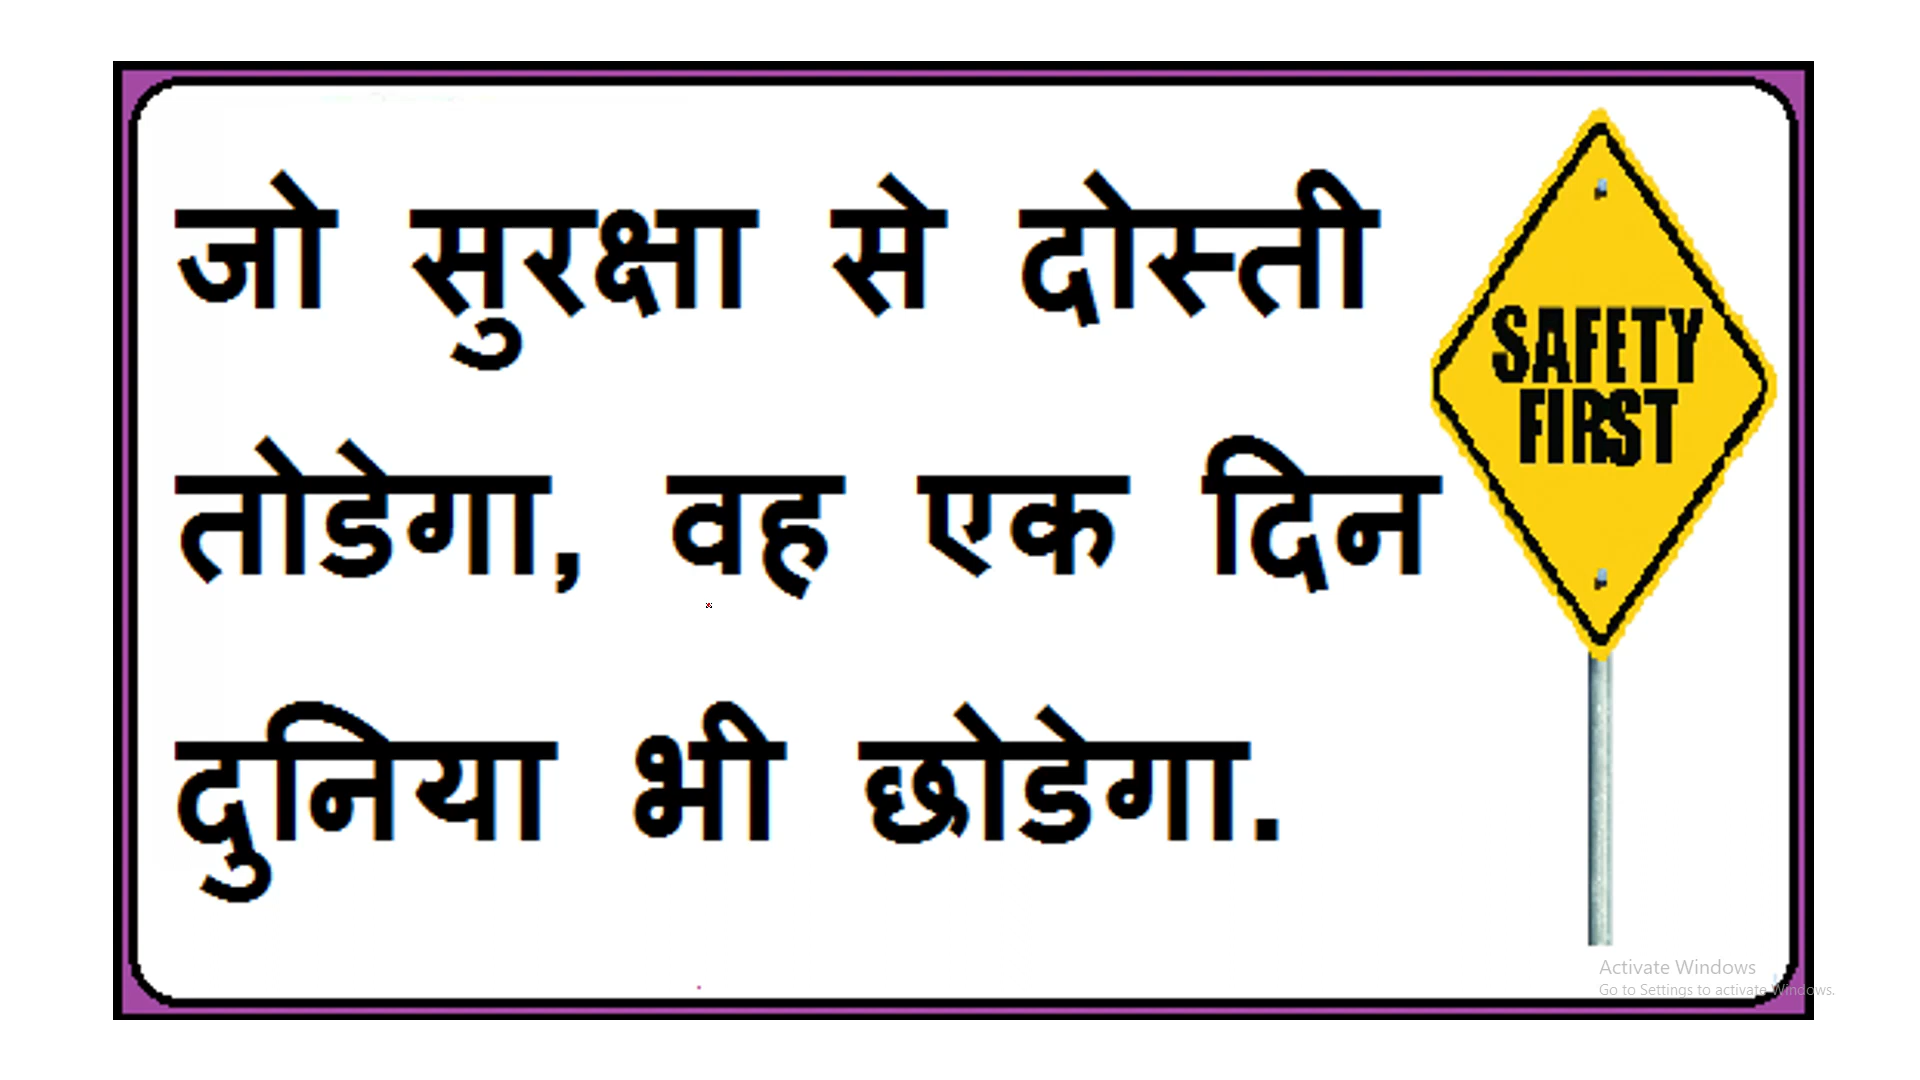 जो सुरक्षा से दोस्ती
तोडेगा, वह एक दिन
दुनिया भी छोडेगा.
SAFETY
FIRST
Activate Windows
Go to Settings to activate Windows.